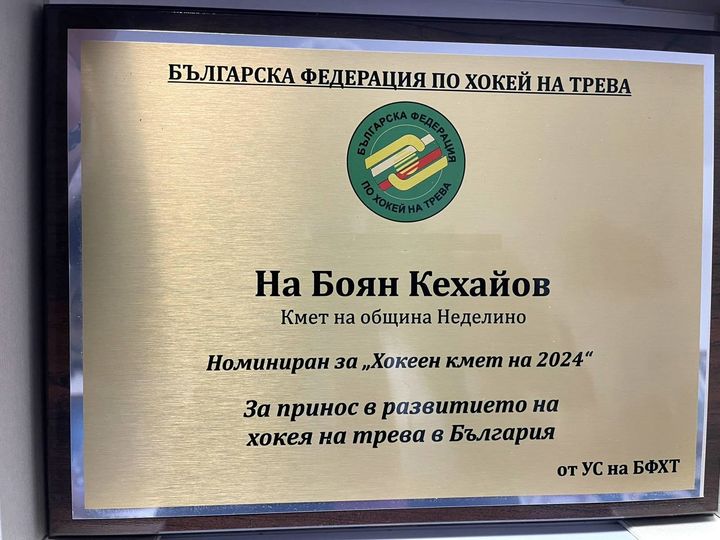 БЪЛГАРСКА ФЕДЕРАЦИЯ ПО ХОКЕЙ НА ТРЕВА
БЪЛГАРСКА ФЕДЕРАЦИЯ
ПО ХОКЕЙ НА ТРЕВА
На Боян Кехайов
Кмет на община Неделино
Номиниран за „Хокеен кмет на 2024“
За принос в развитието на
хокея на трева в България
от УС на БФХТ